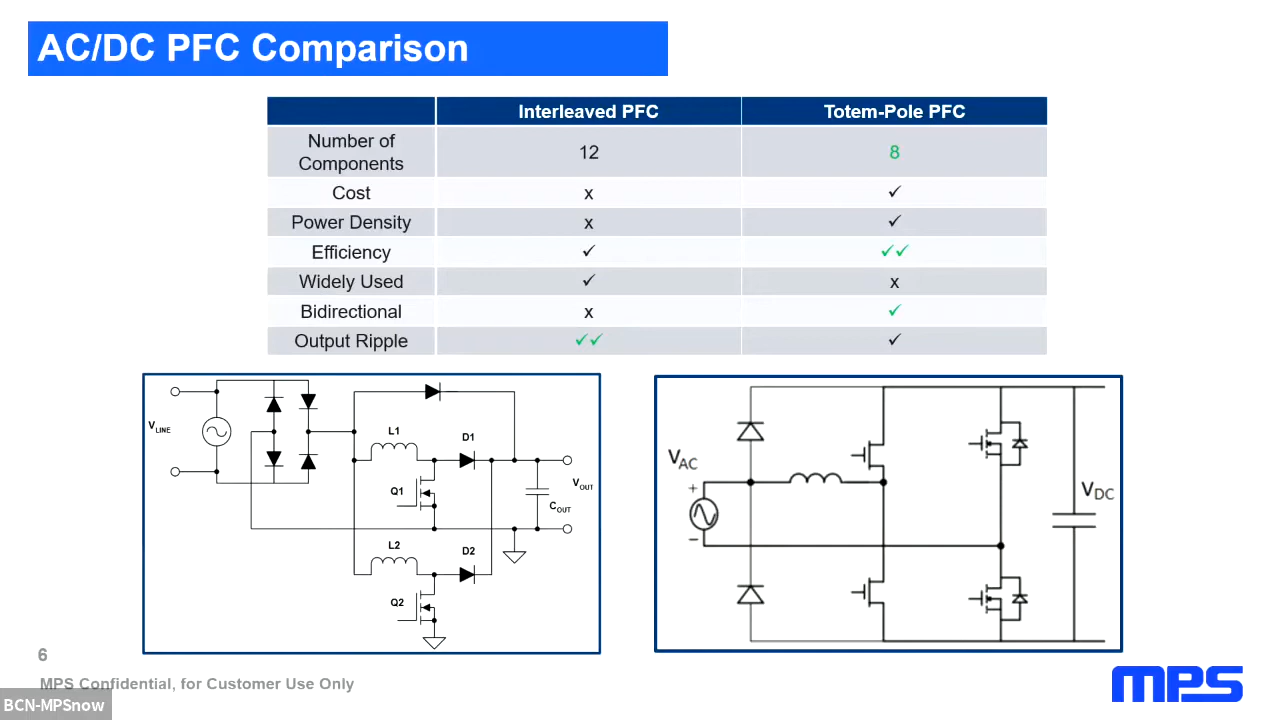 AC/DC PFC Comparison
Interleaved PFC Totem-Pole PFC
Number of
Components 12 8
Cost x ✓
Power Density x ✓
Efficiency ✓ ✓✓
Widely Used ✓ x
Bidirectional x ✓
Output Ripple ✓✓ ✓
VLINE
L1
D1
Q1
VOUT
COUT
L2
D2
Q2
VAC
+
−
VDC
6
MPS Confidential, for Customer Use Only
BCN-MPSnow
MPS